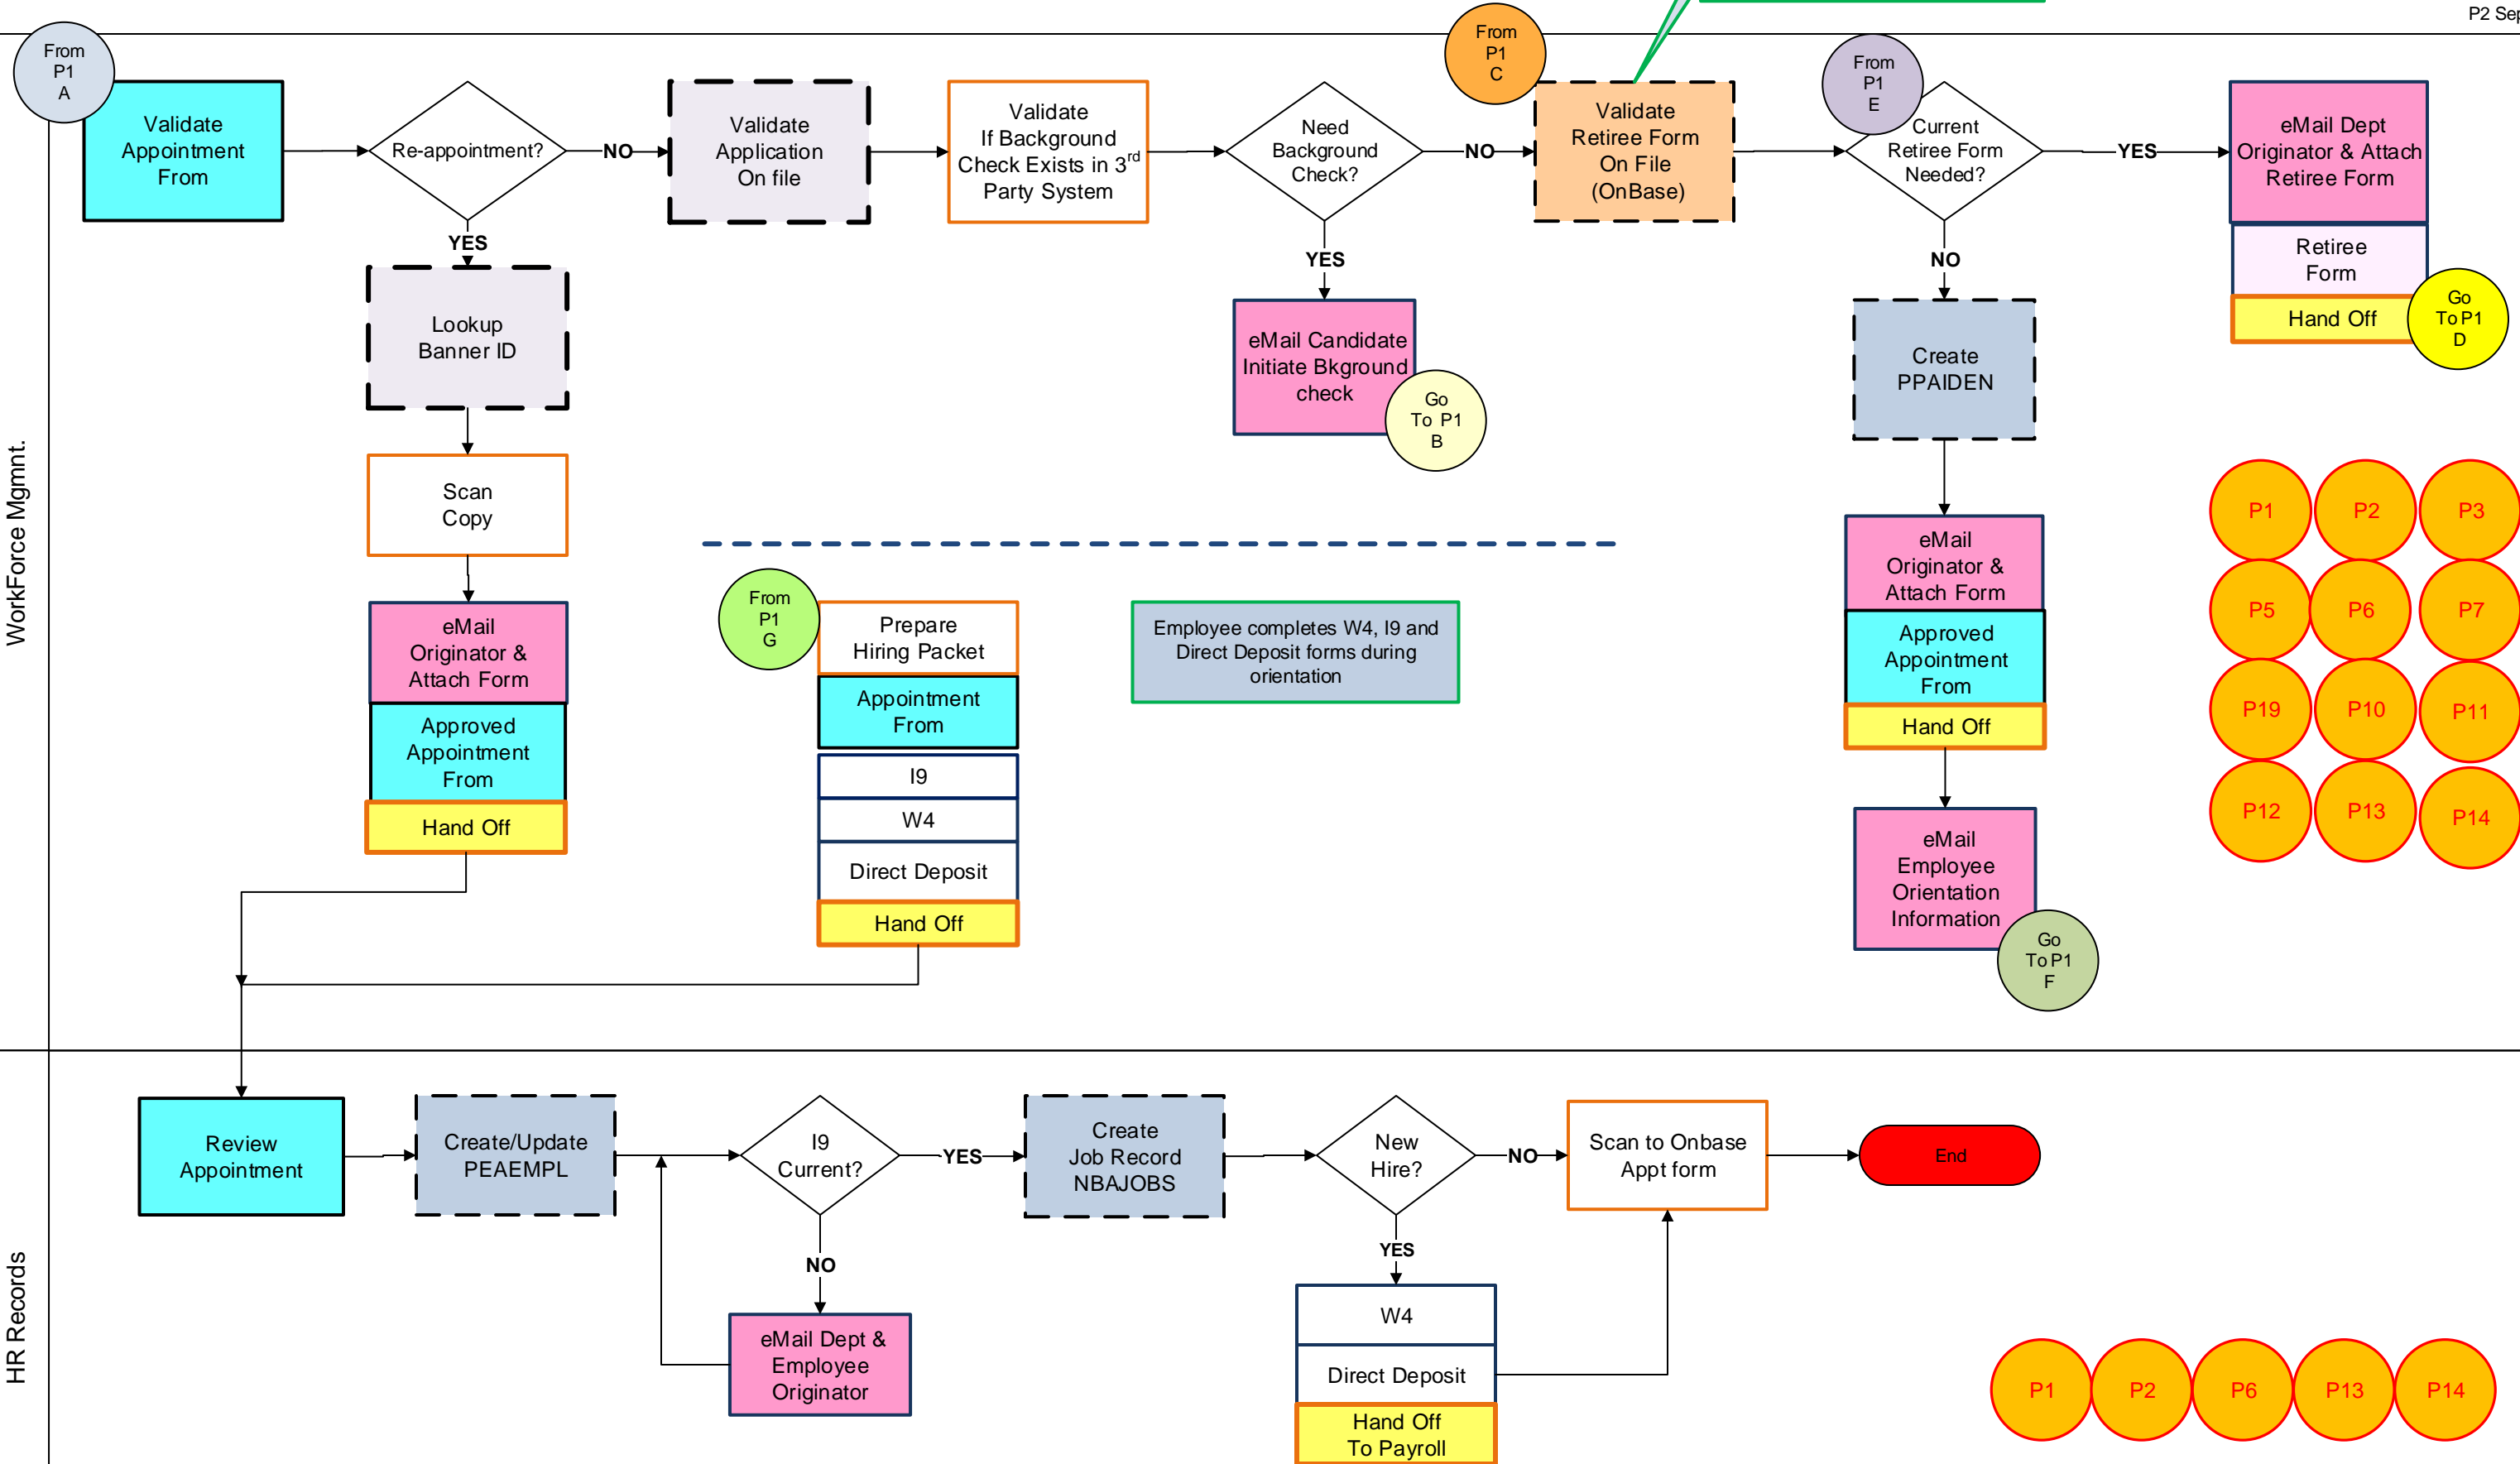 P2 Sep
From
P1
A
Validate
Appointment
From
Re-appointment?
NO
YES
Validate
Application
On file
Validate
If Background
Check Exists in 3rd
Party System
Need
Background
Check?
NO
YES
From
P1
C
Validate
Retiree Form
On File
(OnBase)
From
P1
E
Current
Retiree Form
Needed?
YES
NO
eMail Dept
Originator & Attach
Retiree Form
Retiree
Form
Hand Off
Go
To P1
D
Lookup
Banner ID
eMail Candidate
Initiate Bkground
check
Go
To P1
B
Create
PPAIDEN
WorkForce Mgmnt.
Scan
Copy
eMail
Originator &
Attach Form
Approved
Appointment
From
Hand Off
From
P1
G
Prepare
Hiring Packet
Appointment
From
I9
W4
Direct Deposit
Hand Off
Employee completes W4, I9 and
Direct Deposit forms during
orientation
eMail
Originator &
Attach Form
Approved
Appointment
From
Hand Off
eMail
Employee
Orientation
Information
Go
To P1
F
P1
P2
P3
P5
P6
P7
P19
P10
P11
P12
P13
P14
HR Records
Review
Appointment
Create/Update
PEAEMPL
I9
Current?
YES
NO
eMail Dept &
Employee
Originator
Create
Job Record
NBAJOBS
New
Hire?
NO
YES
W4
Direct Deposit
Hand Off
To Payroll
Scan to Onbase
Appt form
End
P1
P2
P6
P13
P14